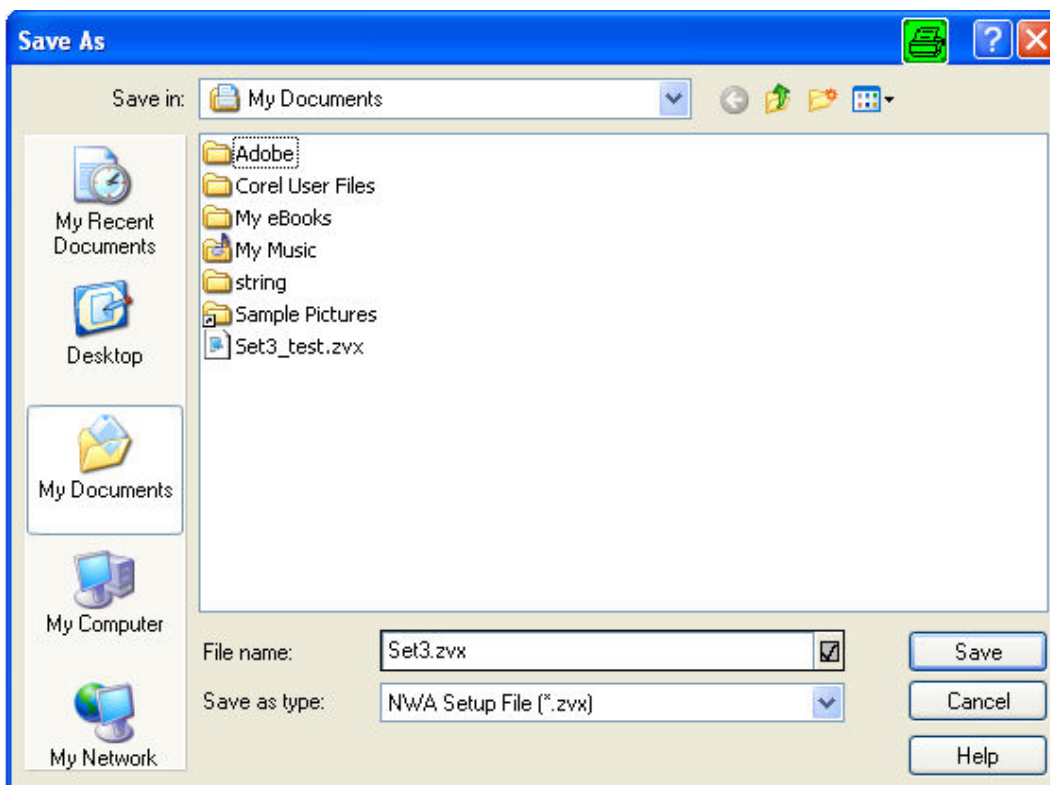 Save As
Save in:
My Documents
My Recent
Documents
Desktop
My Documents
My Computer
My Network
Adobe
Corel User Files
My eBooks
My Music
string
Sample Pictures
Set3_test.zvx
File name:
Set3.zvx
Save
Save as type:
NWA Setup File (*.zvx)
Cancel
Help